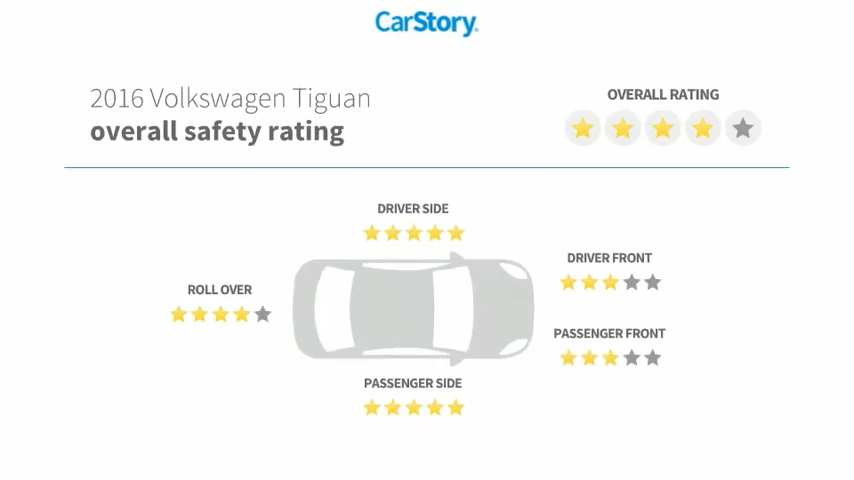 CarStory.
2016 Volkswagen Tiguan
overall safety rating
OVERALL RATING
DRIVER SIDE
DRIVER FRONT
ROLL OVER
PASSENGER FRONT
PASSENGER SIDE